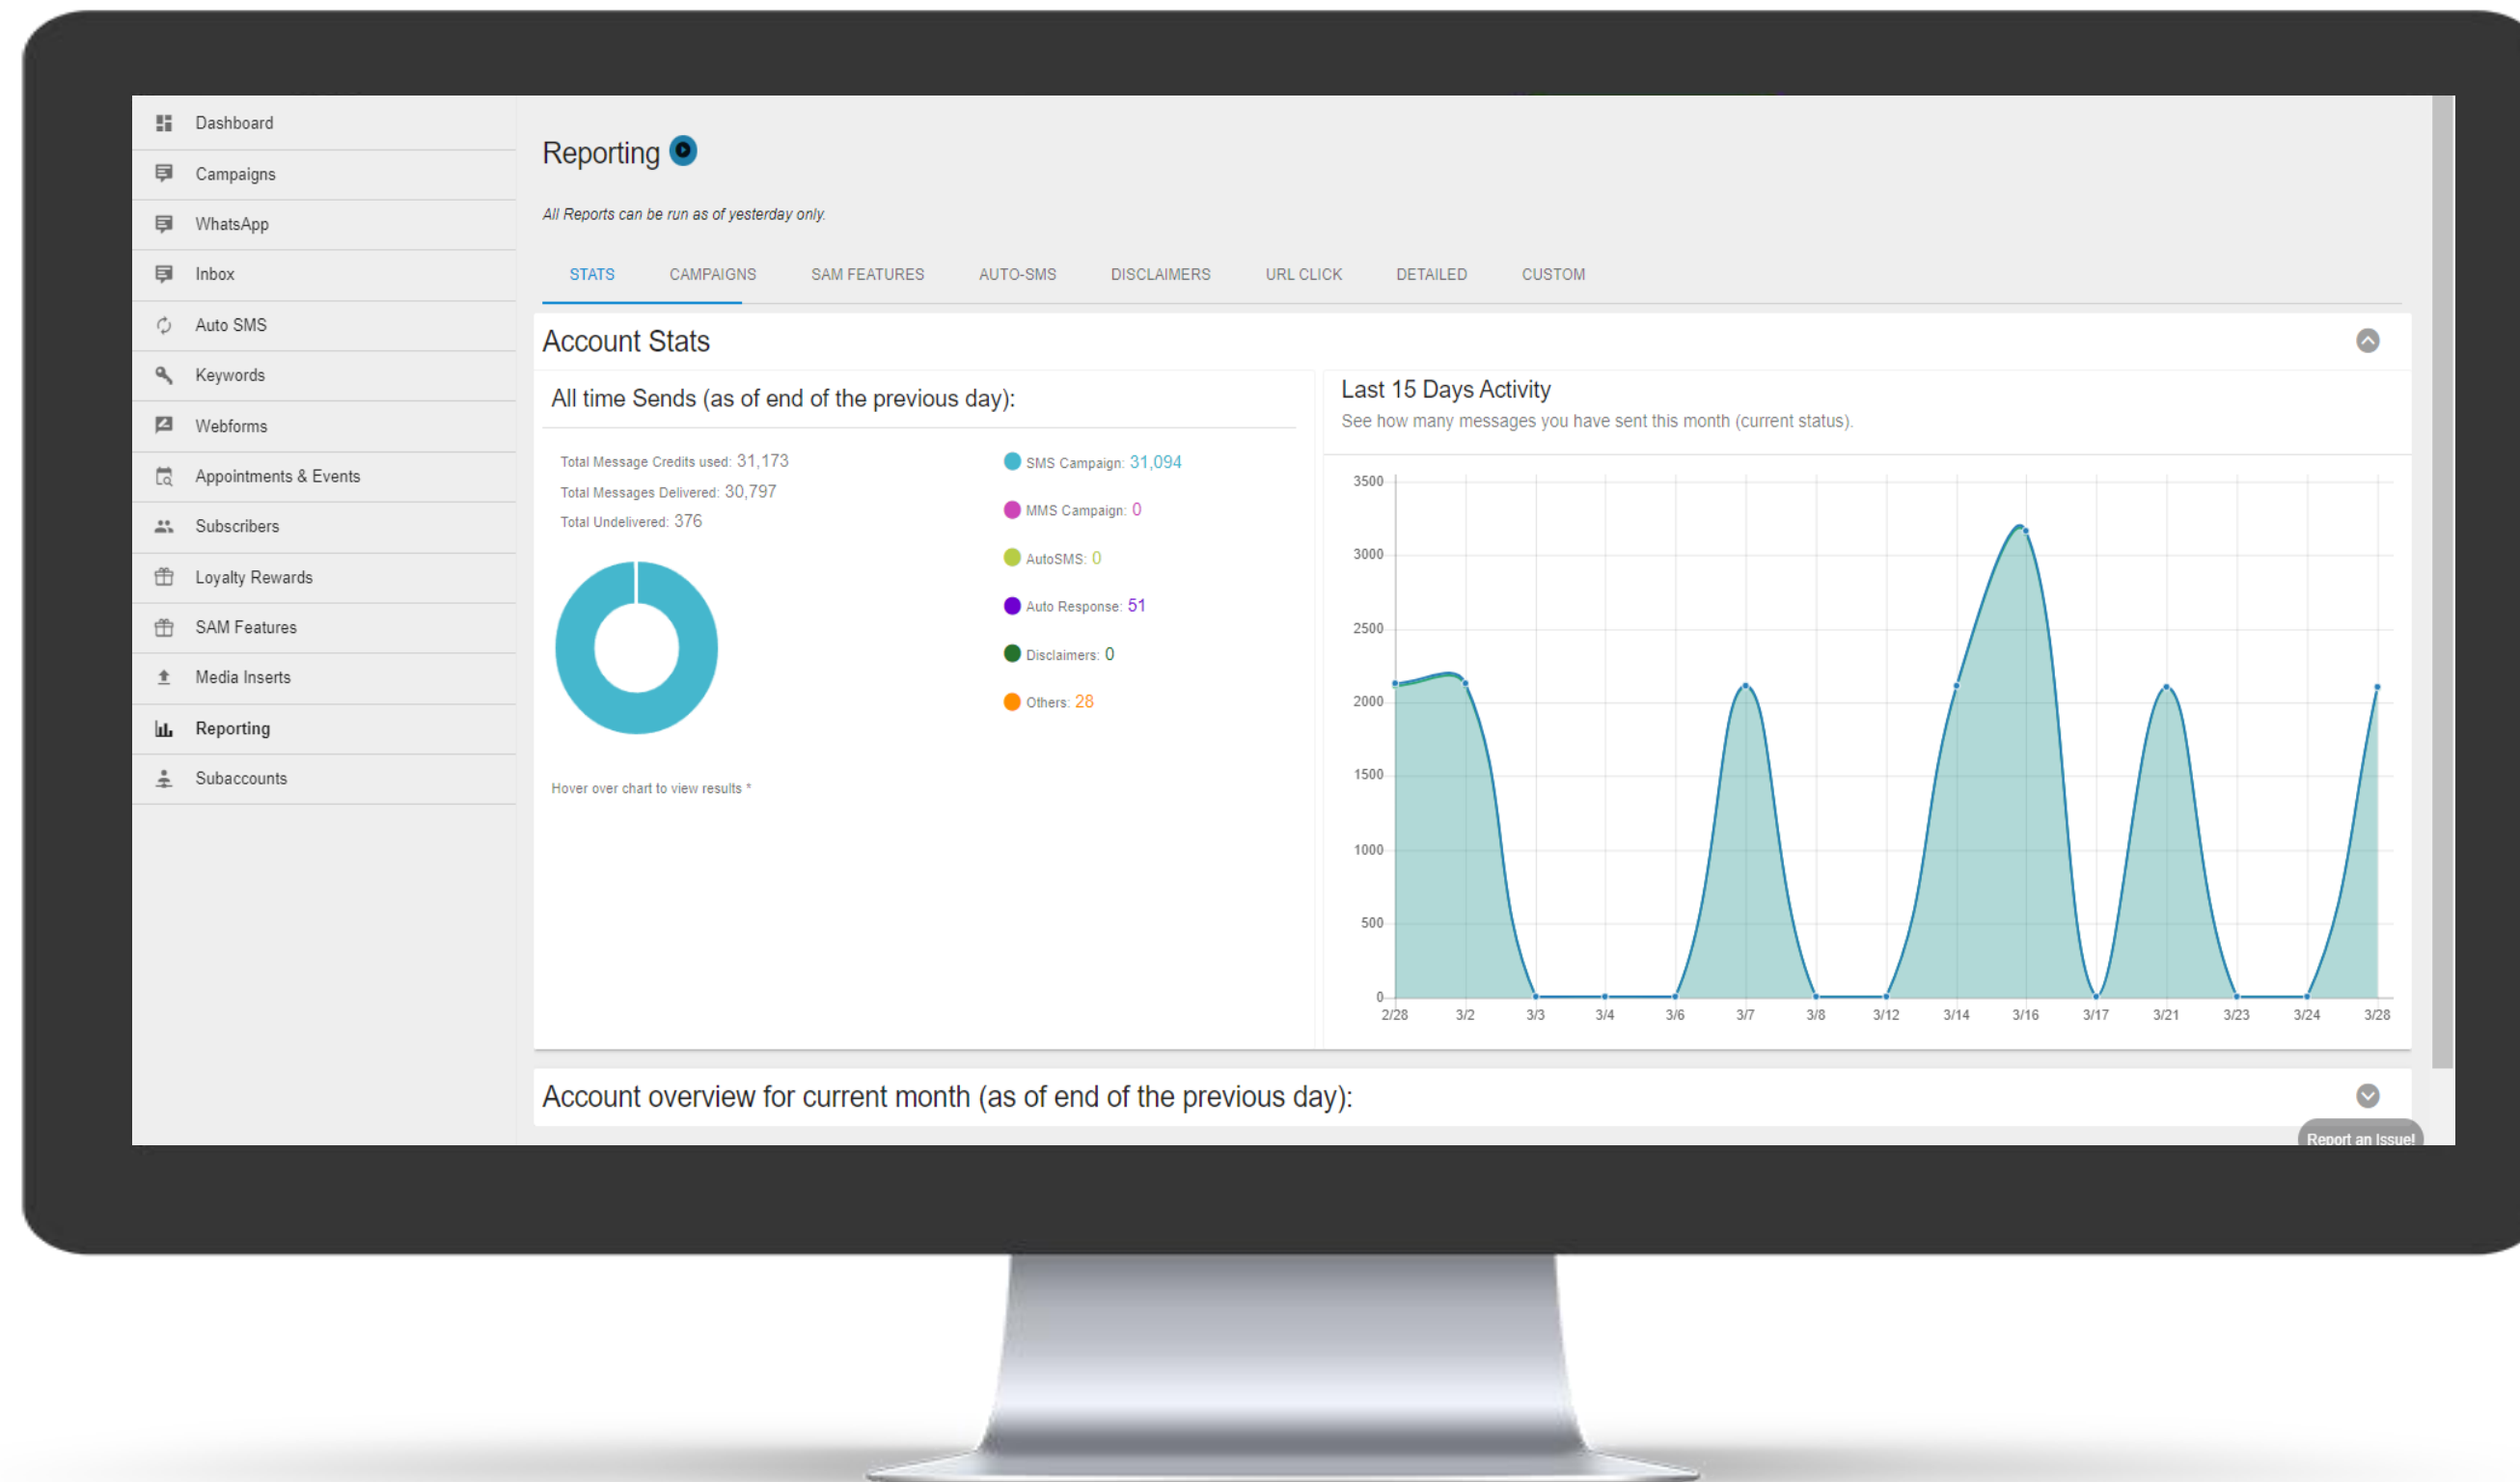 Dashboard
Campaigns
WhatsApp
Inbox
Auto SMS
Keywords
Webforms
Appointments & Events
Subscribers
Loyalty Rewards
SAM Features
Media Inserts
Reporting
Subaccounts
Reporting
All Reports can be run as of yesterday only.
STATS CAMPAIGNS SAM FEATURES AUTO-SMS DISCLAIMERS URL CLICK DETAILED CUSTOM
Account Stats
All time Sends (as of end of the previous day):
Total Message Credits used: 31,173
Total Messages Delivered: 30,797
Total Undelivered: 376
SMS Campaign: 31,094
MMS Campaign: 0
AutoSMS: 0
Auto Response: 51
Disclaimers: 0
Others: 28
Hover over chart to view results *
Last 15 Days Activity
See how many messages you have sent this month (current status).
3500
3000
2500
2000
1500
1000
500
0
2/28 3/2 3/3 3/4 3/6 3/7 3/8 3/12 3/14 3/16 3/17 3/21 3/23 3/24 3/28
Account overview for current month (as of end of the previous day):
Report an Issue!